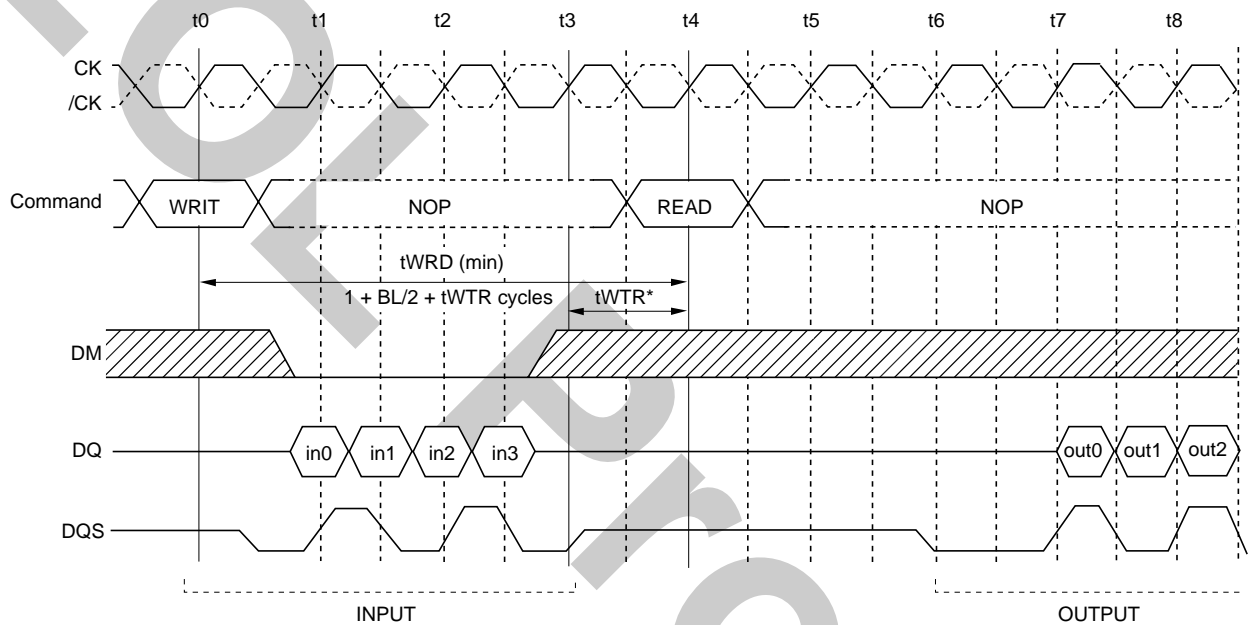 t0 t1 t2 t3 t4 t5 t6 t7 t8
CK
/CK
Command WRIT NOP READ NOP
tWRD (min)
1 + BL/2 + tWTR cycles tWTR*
DM
DQ in0 in1 in2 in3 out0 out1 out2
DQS
INPUT OUTPUT